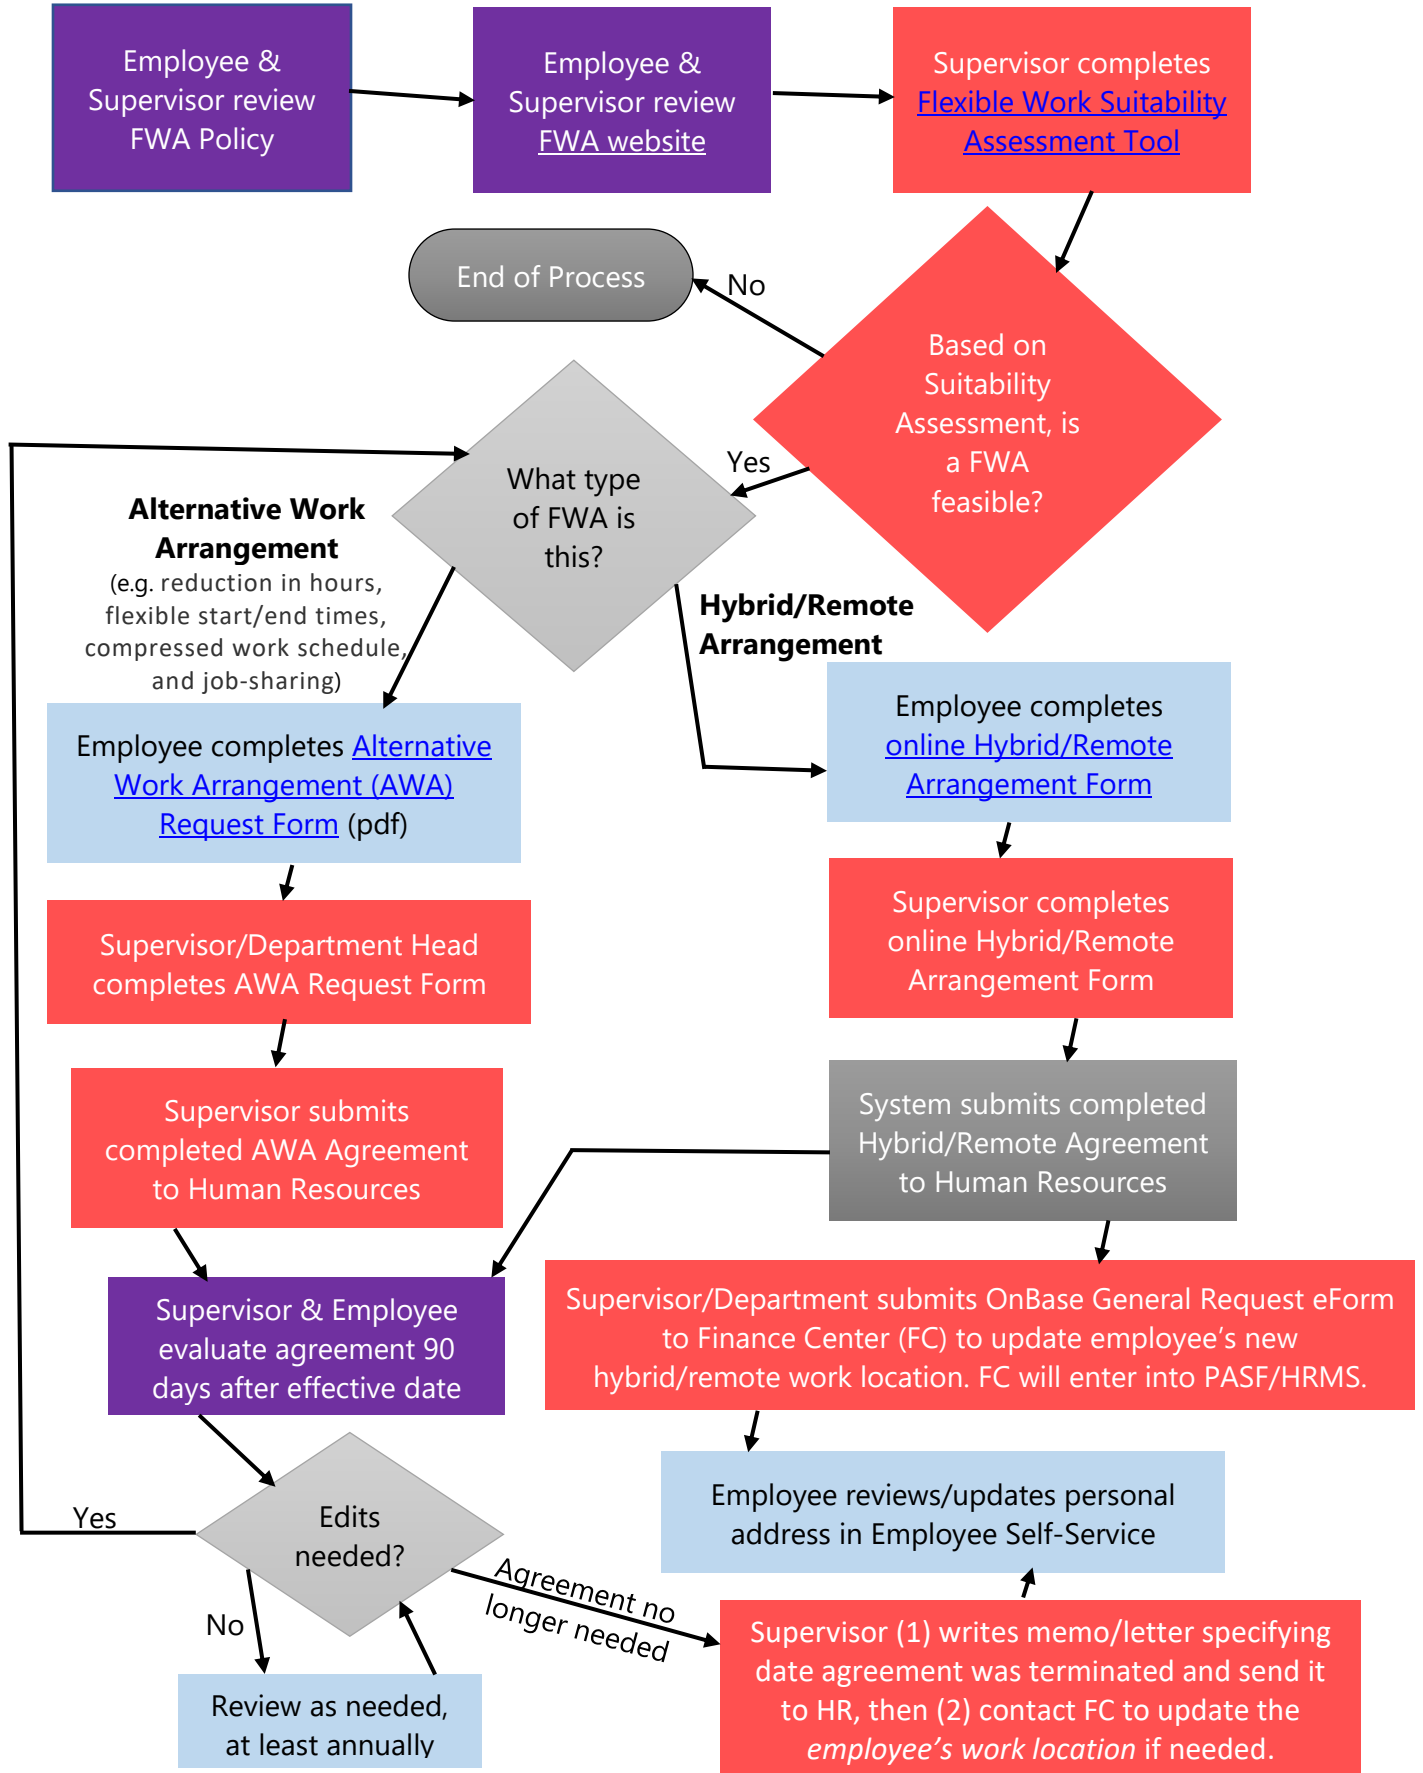 Employee &
Supervisor review
FWA Policy
Employee &
Supervisor review
FWA website
Supervisor completes
Flexible Work Suitability
Assessment Tool
End of Process
No
Based on
Suitability
Assessment, is
a FWA
feasible?
Yes
What type
of FWA is
this?
Alternative Work
Arrangement
(e.g. reduction in hours,
flexible start/end times,
compressed work schedule,
and job-sharing)
Hybrid/Remote
Arrangement
Employee completes Alternative
Work Arrangement (AWA)
Request Form (pdf)
Employee completes
online Hybrid/Remote
Arrangement Form
Supervisor/Department Head
completes AWA Request Form
Supervisor completes
online Hybrid/Remote
Arrangement Form
Supervisor submits
completed AWA Agreement
to Human Resources
System submits completed
Hybrid/Remote Agreement
to Human Resources
Supervisor & Employee
evaluate agreement 90
days after effective date
Supervisor/Department submits OnBase General Request eForm
to Finance Center (FC) to update employee’s new
hybrid/remote work location. FC will enter into PASF/HRMS.
Employee reviews/updates personal
address in Employee Self-Service
Yes
Edits
needed?
No
Agreement no
longer needed
Review as needed,
at least annually
Supervisor (1) writes memo/letter specifying
date agreement was terminated and send it
to HR, then (2) contact FC to update the
employee’s work location if needed.